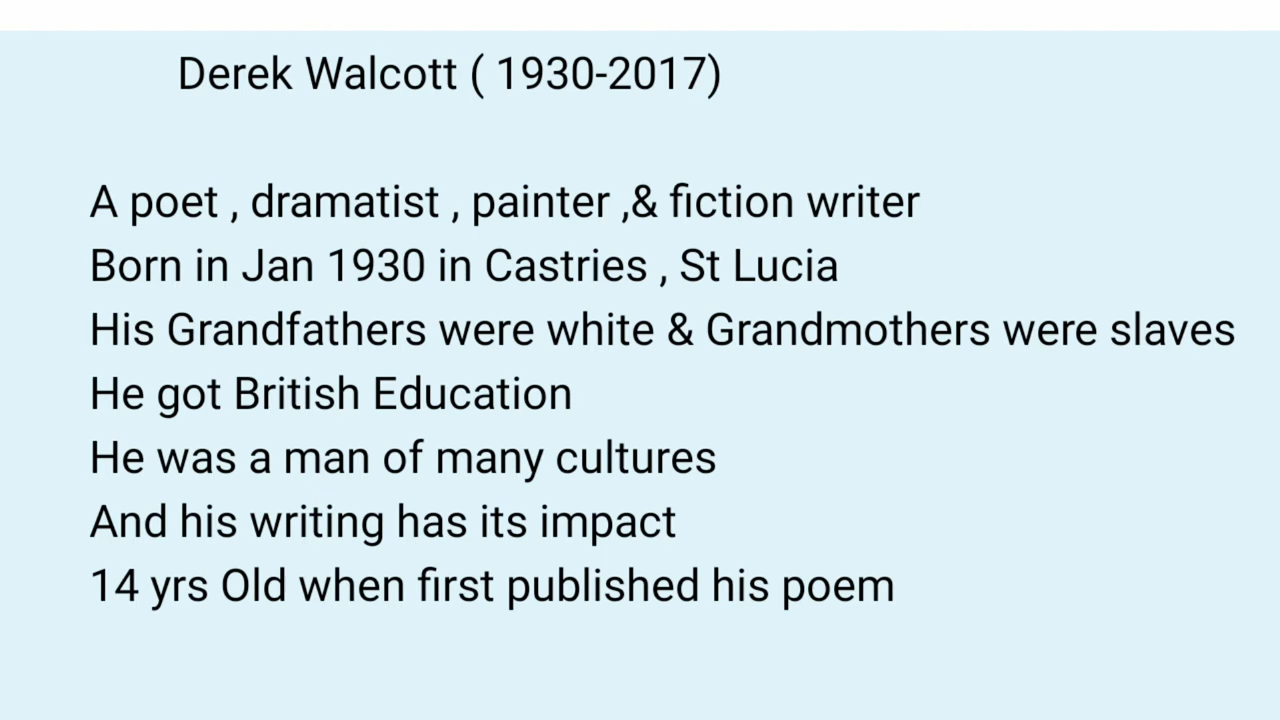 Derek Walcott ( 1930-2017)
A poet , dramatist , painter ,& fiction writer
Born in Jan 1930 in Castries , St Lucia
His Grandfathers were white & Grandmothers were slaves
He got British Education
He was a man of many cultures
And his writing has its impact
14 yrs Old when first published his poem